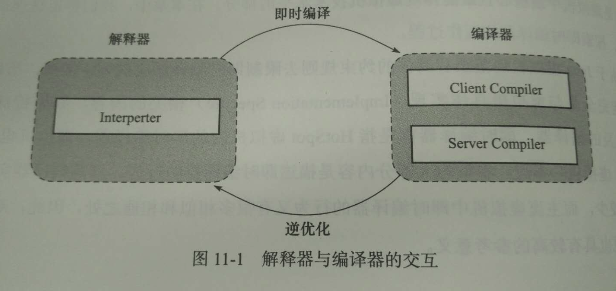 即时编译
解释器
编译器
Interperter
Client Compiler
Server Compiler
逆优化
图 11-1 解释器与编译器的交互